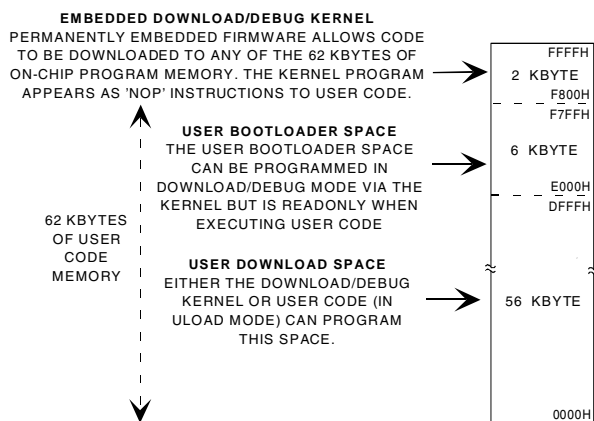 EMBEDDED DOWNLOAD/DEBUG KERNEL
PERMANENTLY EMBEDDED FIRMWARE ALLOWS CODE
TO BE DOWNLOADED TO ANY OF THE 62 KBYTES OF
ON-CHIP PROGRAM MEMORY. THE KERNEL PROGRAM
APPEARS AS 'NOP' INSTRUCTIONS TO USER CODE.
FFFFH
2 KBYTE
F800H
F7FFH
USER BOOTLOADER SPACE
THE USER BOOTLOADER SPACE
CAN BE PROGRAMMED IN
DOWNLOAD/DEBUG MODE VIA THE
KERNEL BUT IS READONLY WHEN
EXECUTING USER CODE
6 KBYTE
E000H
DFFFH
62 KBYTES
OF USER
CODE
MEMORY
USER DOWNLOAD SPACE
EITHER THE DOWNLOAD/DEBUG
KERNEL OR USER CODE (IN
ULOAD MODE) CAN PROGRAM
THIS SPACE.
56 KBYTE
0000H